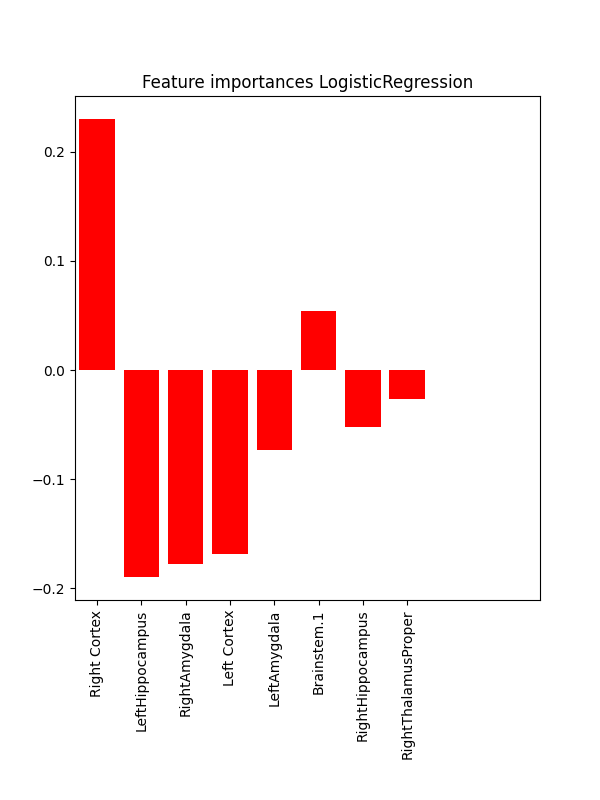 Feature importances LogisticRegression
0.2
0.1
0.0
−0.1
−0.2
Right Cortex
LeftHippocampus
RightAmygdala
Left Cortex
LeftAmygdala
Brainstem.1
RightHippocampus
RightThalamusProper